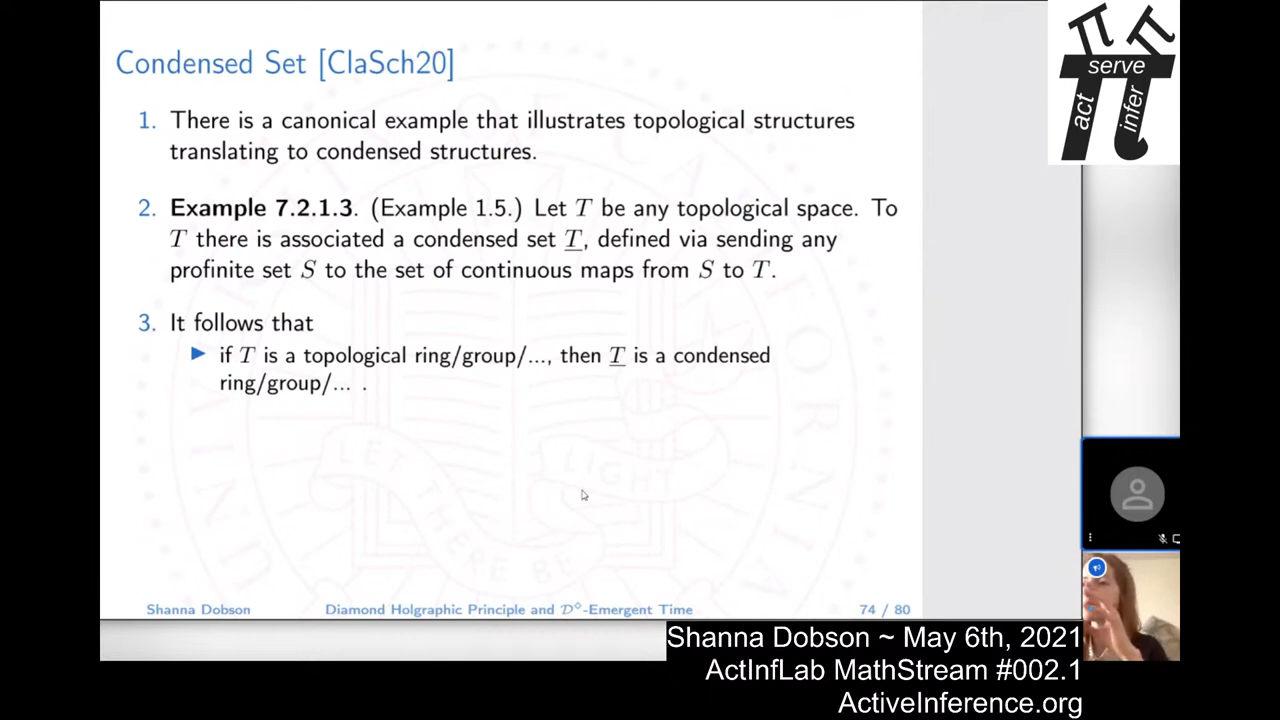 Condensed Set [ClaSch20]
1. There is a canonical example that illustrates topological structures
translating to condensed structures.
2. Example 7.2.1.3. (Example 1.5.) Let T be any topological space. To
T there is associated a condensed set T, defined via sending any
profinite set S to the set of continuous maps from S to T.
3. It follows that
if T is a topological ring/group/..., then T is a condensed
ring/group/... .
LET
LIGHT
Shanna Dobson Diamond Holographic Principle and 𝒟◇-Emergent Time 74 / 80
act
serve
infer
Shanna Dobson ~ May 6th, 2021
ActInfLab MathStream #002.1
ActiveInference.org